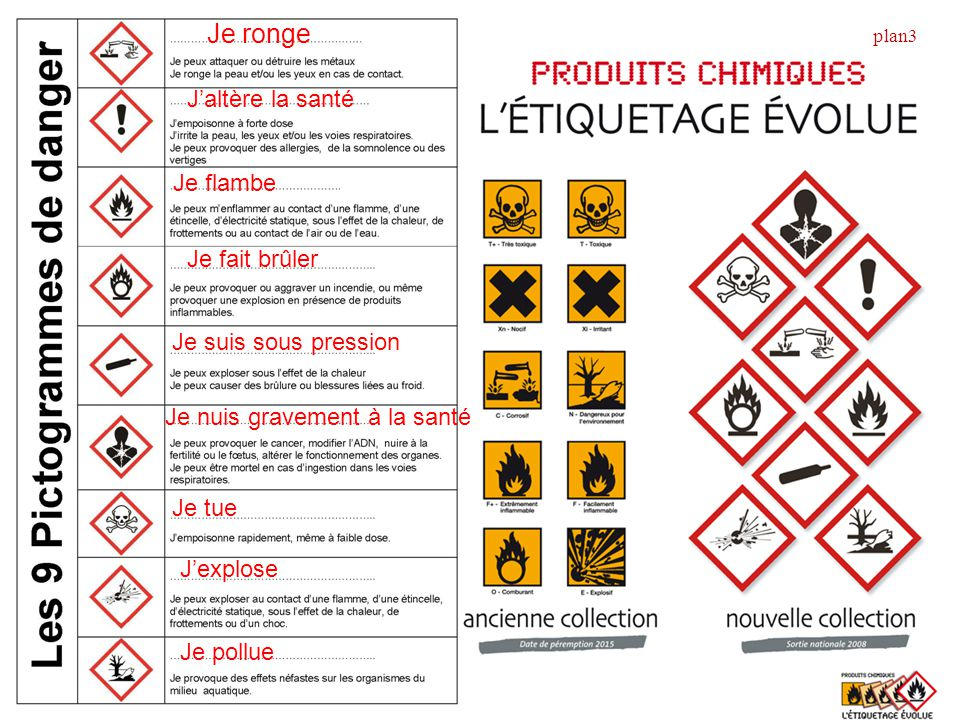 Les 9 Pictogrammes de danger
Je ronge
Je peux attaquer ou détruire les métaux
Je ronge la peau et/ou les yeux en cas de contact.
J’altère la santé
J’empoisonne à forte dose
J’irrite la peau, les yeux et/ou les voies respiratoires.
Je peux provoquer des allergies, de la somnolence ou des
vertiges
Je flambe
Je peux m’enflammer au contact d’une flamme, d’une
étincelle, d’électricité statique, sous l’effet de la chaleur, de
frottements ou au contact de l’air ou de l’eau.
Je fait brûler
Je peux provoquer ou aggraver un incendie, ou même
provoquer une explosion en présence de produits
inflammables.
Je suis sous pression
Je peux exploser sous l’effet de la chaleur
Je peux causer des brûlure ou blessures liées au froid.
Je nuis gravement à la santé
Je peux provoquer le cancer, modifier l’ADN, nuire à la
fertilité ou le fœtus, altérer le fonctionnement des organes.
Je peux être mortel en cas d’ingestion dans les voies
respiratoires.
Je tue
J’empoisonne rapidement, même à faible dose.
J’explose
Je peux exploser au contact d’une flamme, d’une étincelle,
d’électricité statique, sous l’effet de la chaleur, de
frottements ou d’un choc.
Je pollue
Je provoque des effets néfastes sur les organismes du
milieu aquatique.
plan3
PRODUITS CHIMIQUES
L’ÉTIQUETAGE ÉVOLUE
T+ - Très toxique
T - Toxique
Xn - Nocif
Xi - Irritant
C - Corrosif
N - Dangereux pour
l’environnement
F+ - Extrêmement
inflammable
F - Facilement
inflammable
O - Comburant
E - Explosif
ancienne collection
Date de péremption 2015
nouvelle collection
Sortie nationale 2008
PRODUITS CHIMIQUES
L’ÉTIQUETAGE ÉVOLUE